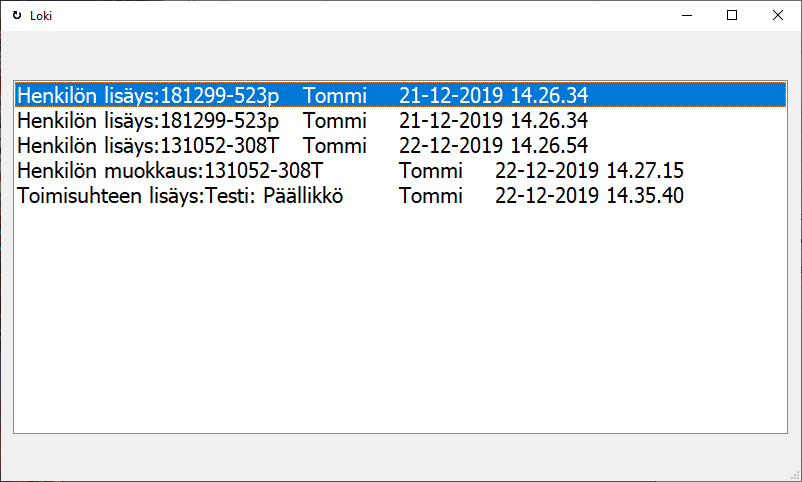 Loki
Henkilön lisäys:181299-523p Tommi 21-12-2019 14.26.34
Henkilön lisäys:181299-523p Tommi 21-12-2019 14.26.34
Henkilön lisäys:131052-308T Tommi 22-12-2019 14.26.54
Henkilön muokkaus:131052-308T Tommi 22-12-2019 14.27.15
Toimisuhteen lisäys:Testi: Päällikkö Tommi 22-12-2019 14.35.40